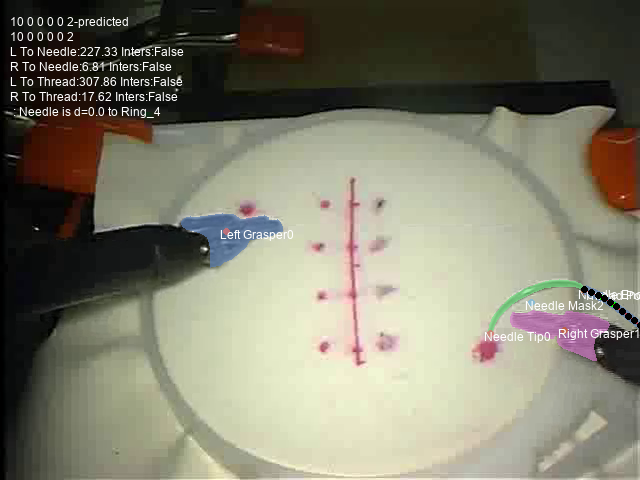 10 0 0 0 0 2-predicted
10 0 0 0 0 2
L To Needle:227.33 Inters:False
R To Needle:6.81 Inters:False
L To Thread:307.86 Inters:False
R To Thread:17.62 Inters:False
: Needle is d=0.0 to Ring_4
Left Grasper0
Needle Mask2
Needle Tip0
Right Grasper1